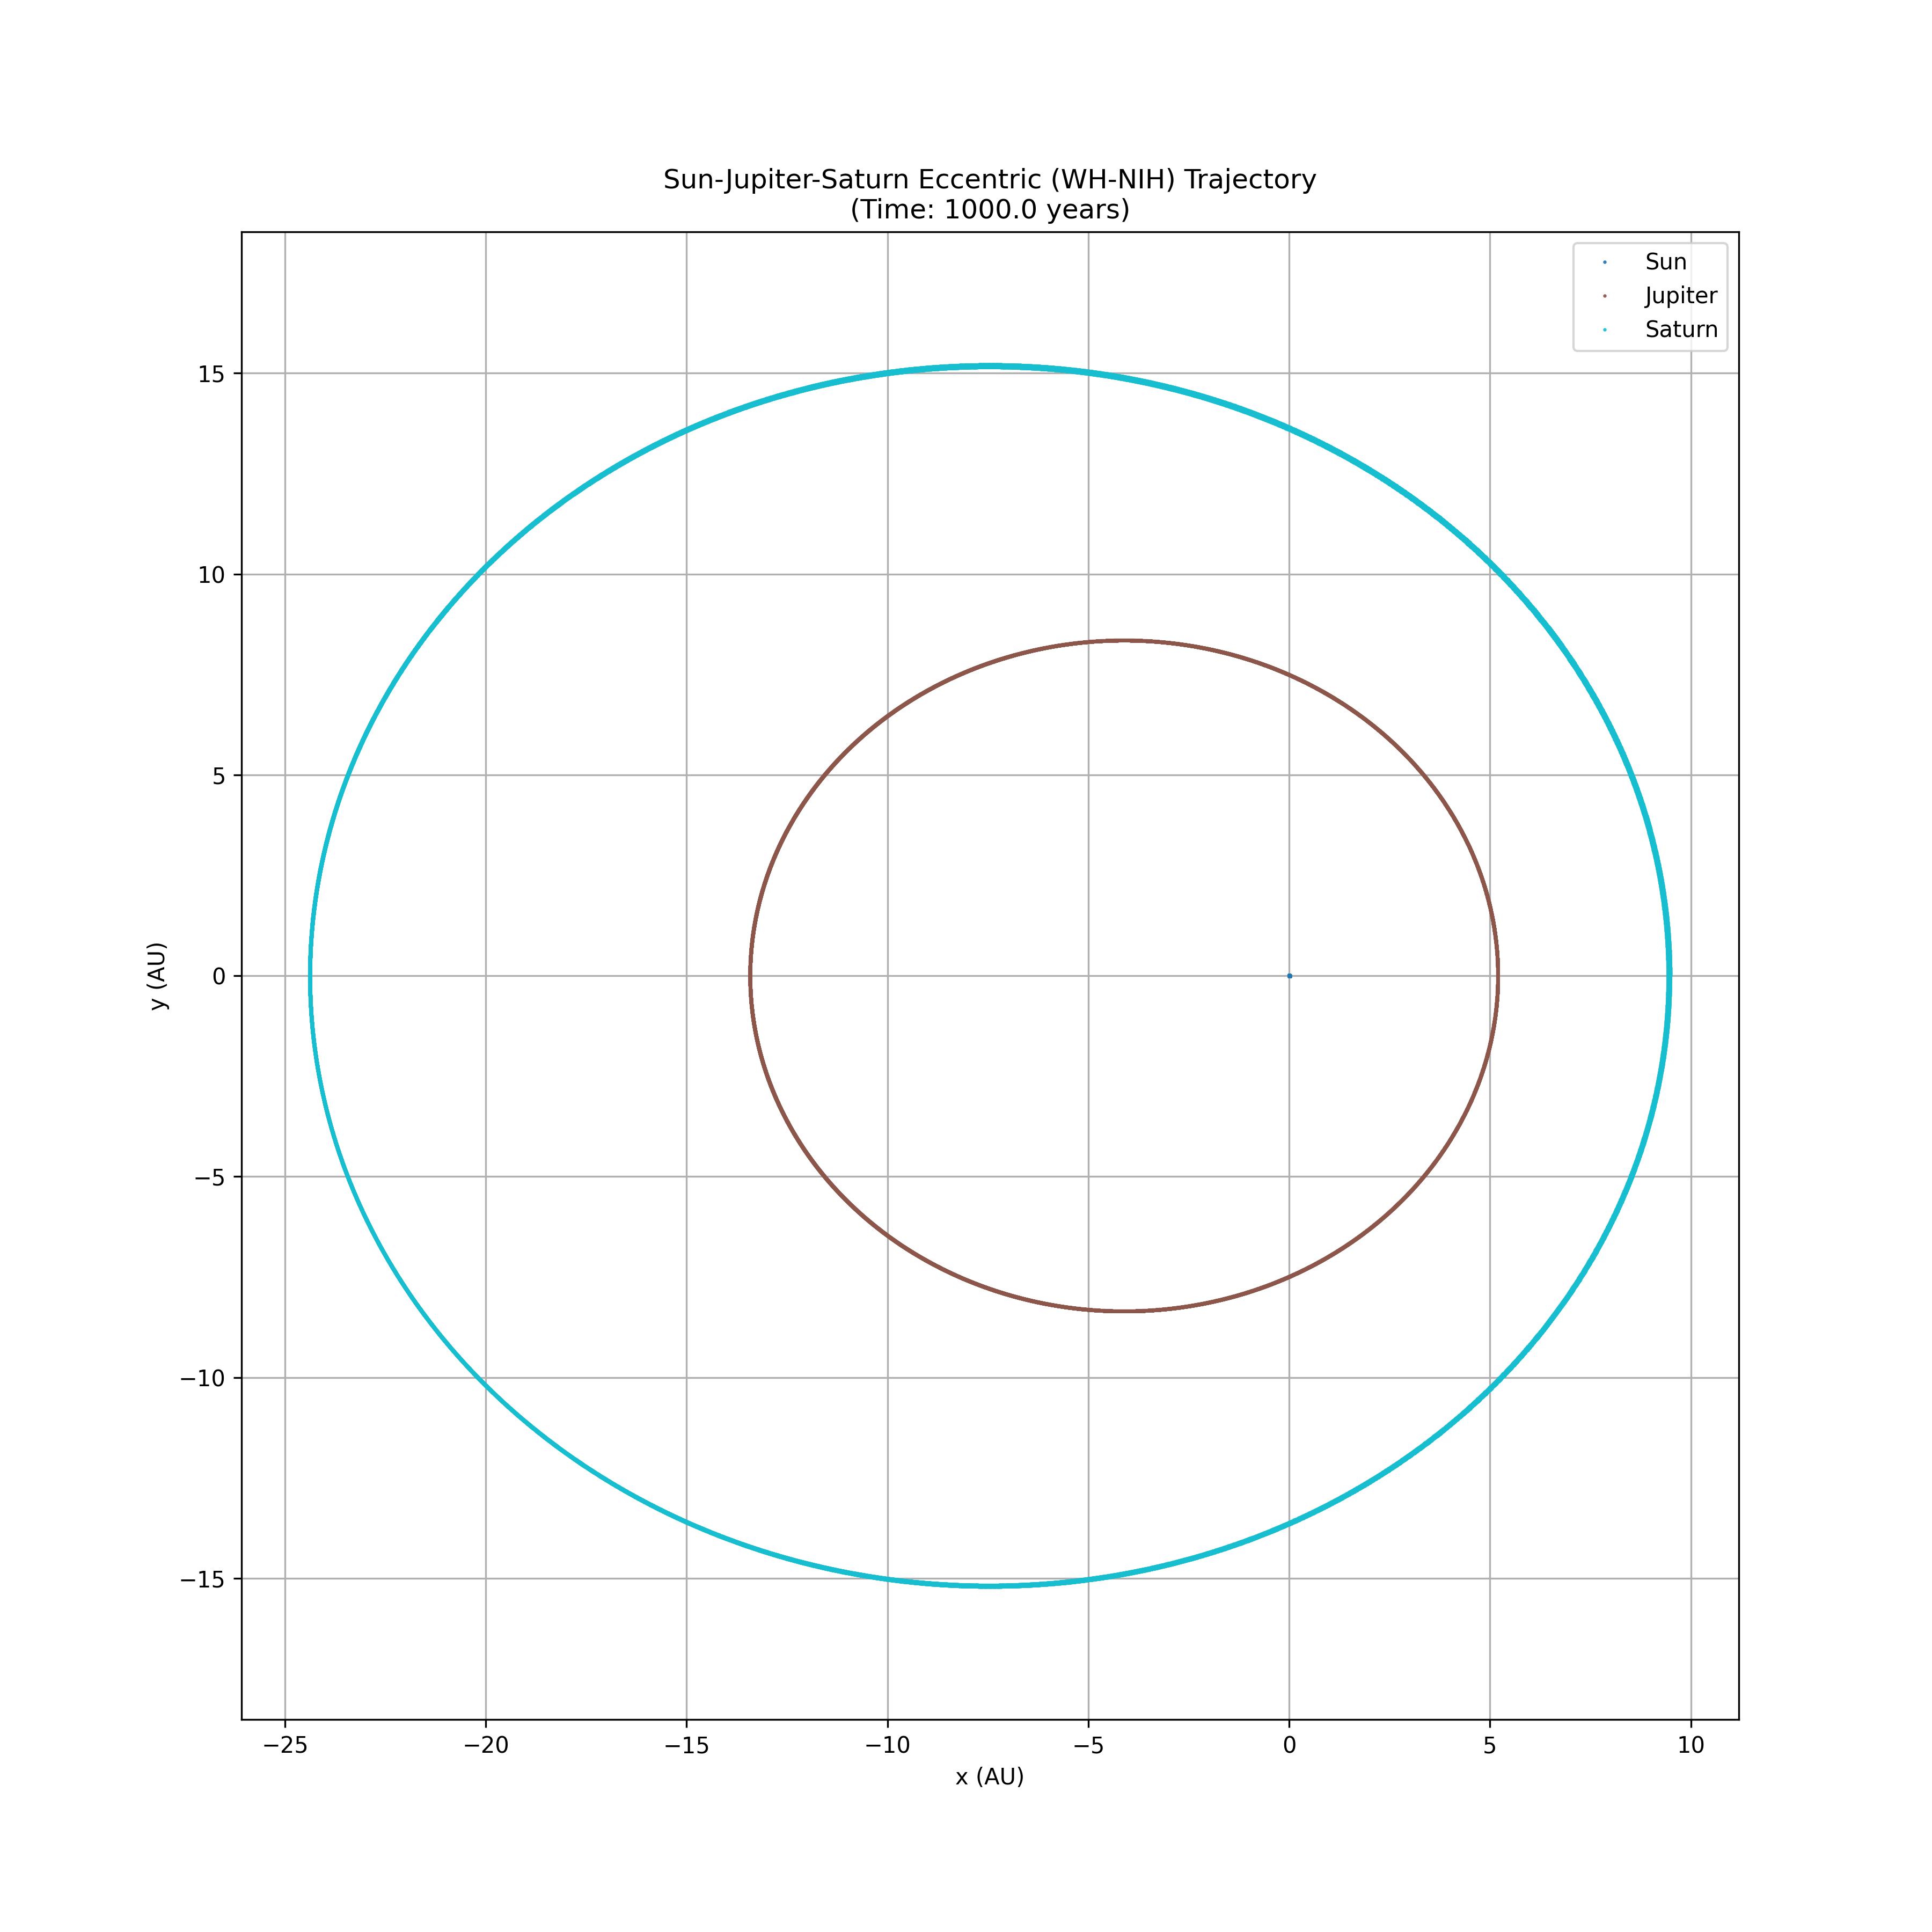 Sun-Jupiter-Saturn Eccentric (WH-NIH) Trajectory
(Time: 1000.0 years)
Sun
Jupiter
Saturn
15
10
5
0
−5
−10
−15
y (AU)
−25 −20 −15 −10 −5 0 5 10
x (AU)